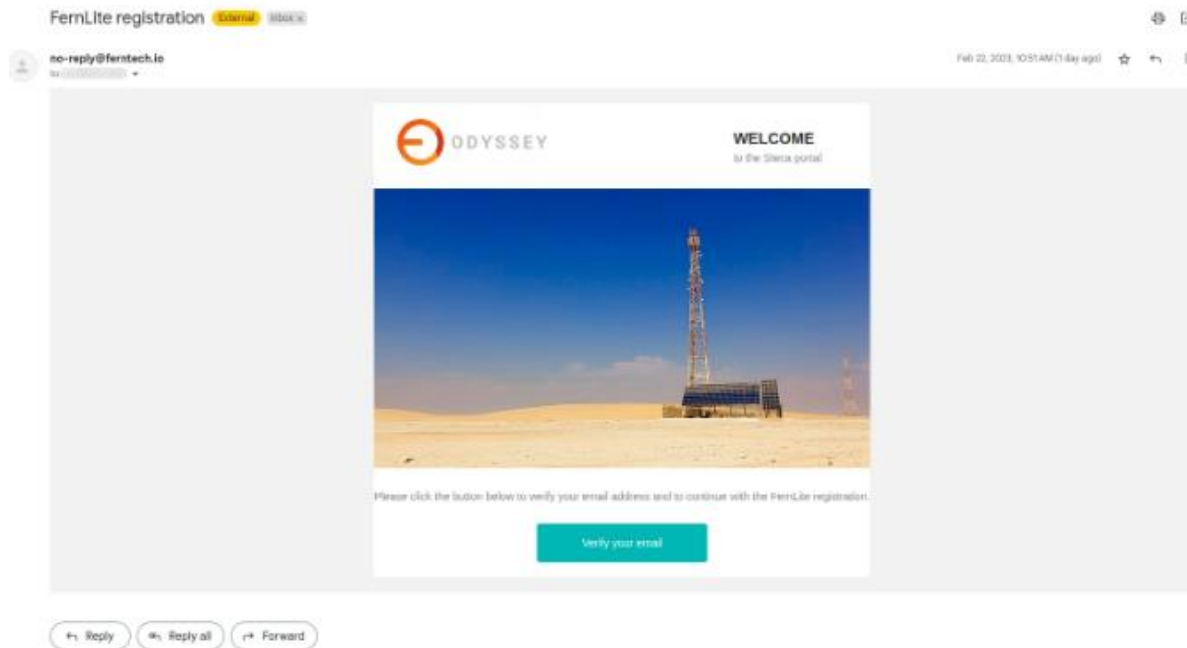 FernLite registration External Inbox x
no-reply@ferntech.io
to
Feb 22, 2023, 10:51 AM (1 day ago)
ODYSSEY
WELCOME
to the Steca portal
Please click the button below to verify your email address and to continue with the FernLite registration.
Verify your email
Reply
Reply all
Forward